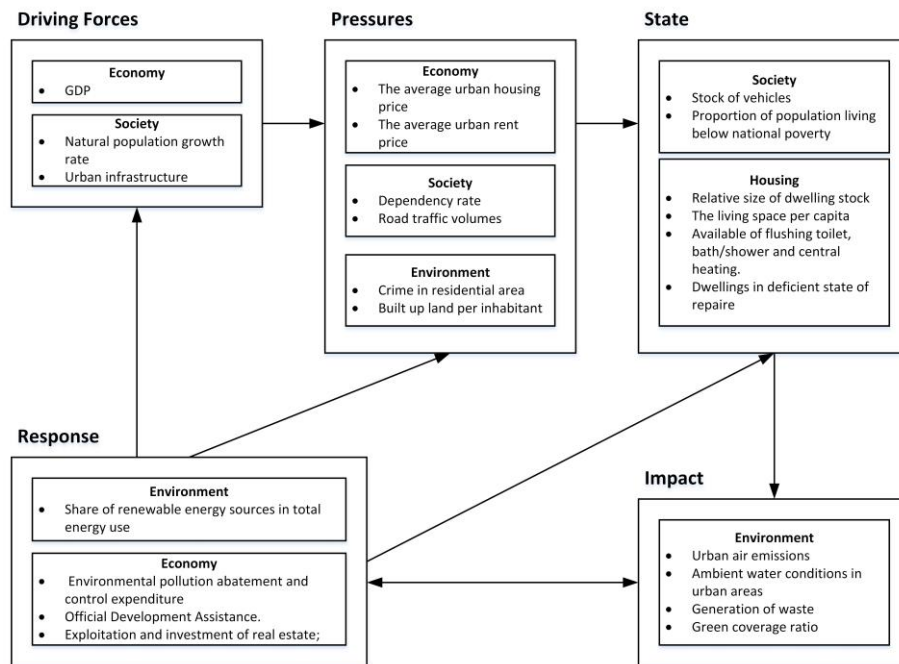 Driving Forces
Economy
• GDP
Society
• Natural population growth
rate
• Urban infrastructure
Pressures
Economy
• The average urban housing
price
• The average urban rent
price
Society
• Dependency rate
• Road traffic volumes
Environment
• Crime in residential area
• Built up land per inhabitant
State
Society
• Stock of vehicles
• Proportion of population living
below national poverty
Housing
• Relative size of dwelling stock
• The living space per capita
• Available of flushing toilet,
bath/shower and central
heating.
• Dwellings in deficient state of
repaire
Response
Environment
• Share of renewable energy sources in total
energy use
Economy
• Environmental pollution abatement and
control expenditure
• Official Development Assistance.
• Exploitation and investment of real estate;
Impact
Environment
• Urban air emissions
• Ambient water conditions in
urban areas
• Generation of waste
• Green coverage ratio